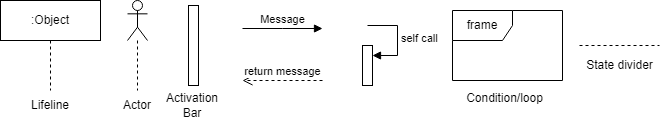 :Object
Message
self call
frame
return message
State divider
Lifeline
Actor
Activation
Bar
Condition/loop